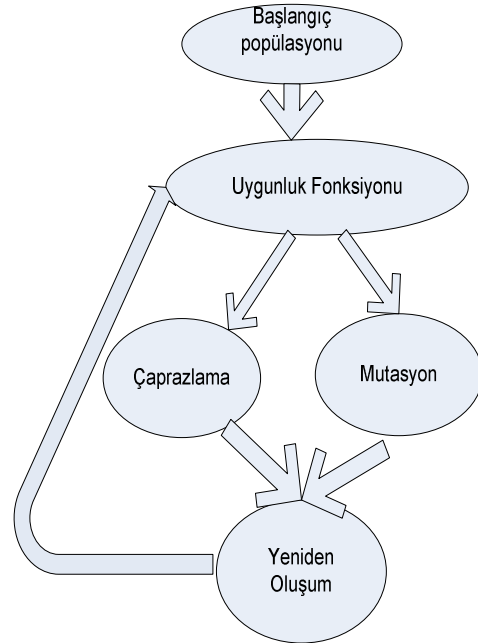 Başlangıç
popülasyonu
Uygunluk Fonksiyonu
Çaprazlama
Mutasyon
Yeniden
Oluşum